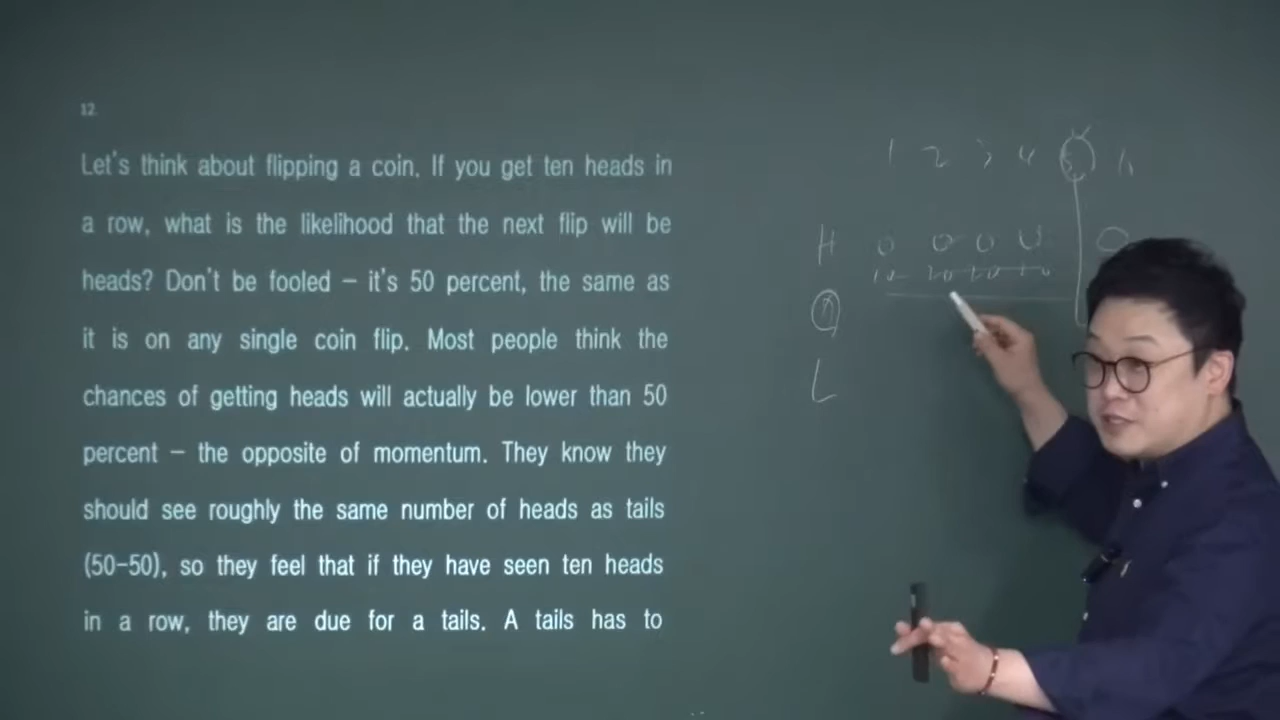 12.
Let's think about flipping a coin. If you get ten heads in
a row, what is the likelihood that the next flip will be
heads? Don't be fooled – it's 50 percent, the same as
it is on any single coin flip. Most people think the
chances of getting heads will actually be lower than 50
percent – the opposite of momentum. They know they
should see roughly the same number of heads as tails
(50-50), so they feel that if they have seen ten heads
in a row, they are due for a tails. A tails has to
1 2 3 4 5
H 0 0 0
L